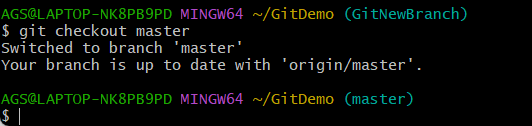 AGS@LAPTOP-NK8PB9PD MINGW64 ~/GitDemo (GitNewBranch)
$ git checkout master
Switched to branch 'master'
Your branch is up to date with 'origin/master'.
AGS@LAPTOP-NK8PB9PD MINGW64 ~/GitDemo (master)
$